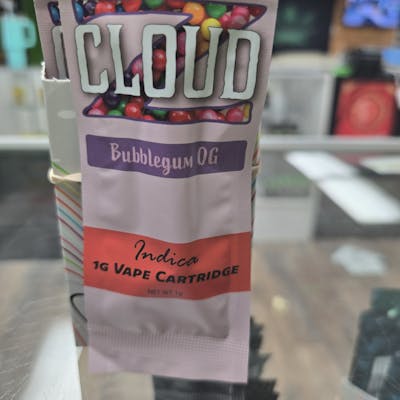 CLOUD
Bubblegum OG
Indica
1G Vape Cartridge
NET WT 1g